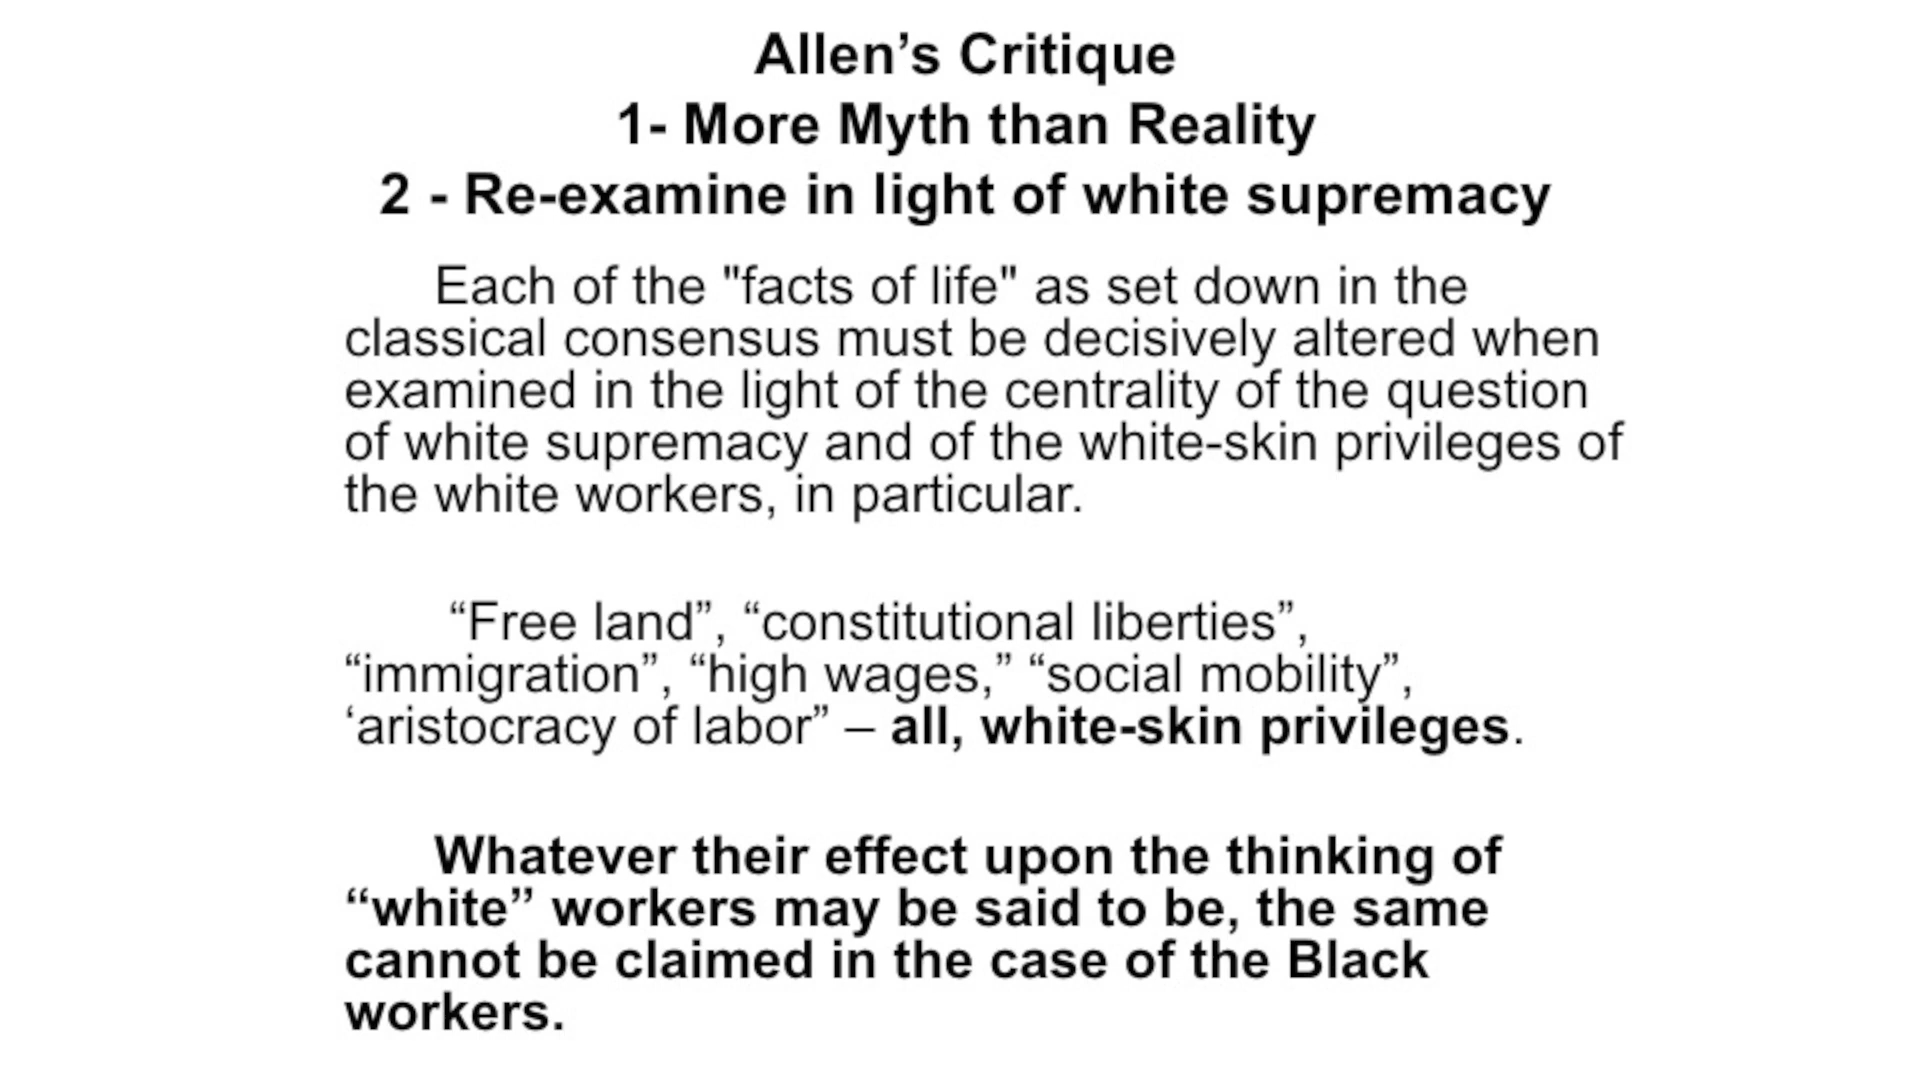 Allen’s Critique
1- More Myth than Reality
2 - Re-examine in light of white supremacy
Each of the "facts of life" as set down in the
classical consensus must be decisively altered when
examined in the light of the centrality of the question
of white supremacy and of the white-skin privileges of
the white workers, in particular.
“Free land”, “constitutional liberties”,
“immigration”, “high wages,” “social mobility”,
‘aristocracy of labor” – all, white-skin privileges.
Whatever their effect upon the thinking of
“white” workers may be said to be, the same
cannot be claimed in the case of the Black
workers.